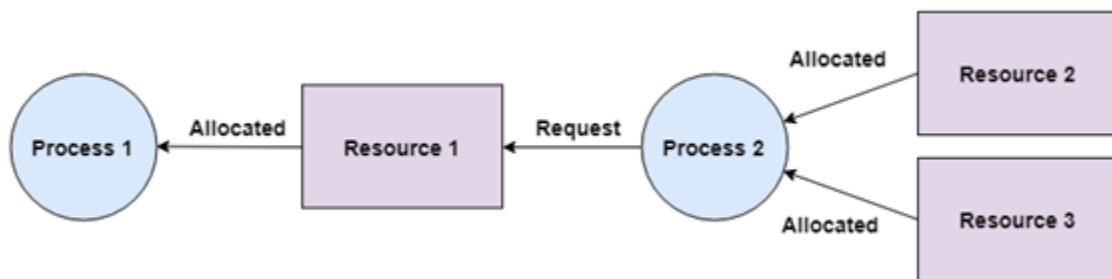 Process 1
Allocated
Resource 1
Request
Process 2
Allocated
Resource 2
Allocated
Resource 3